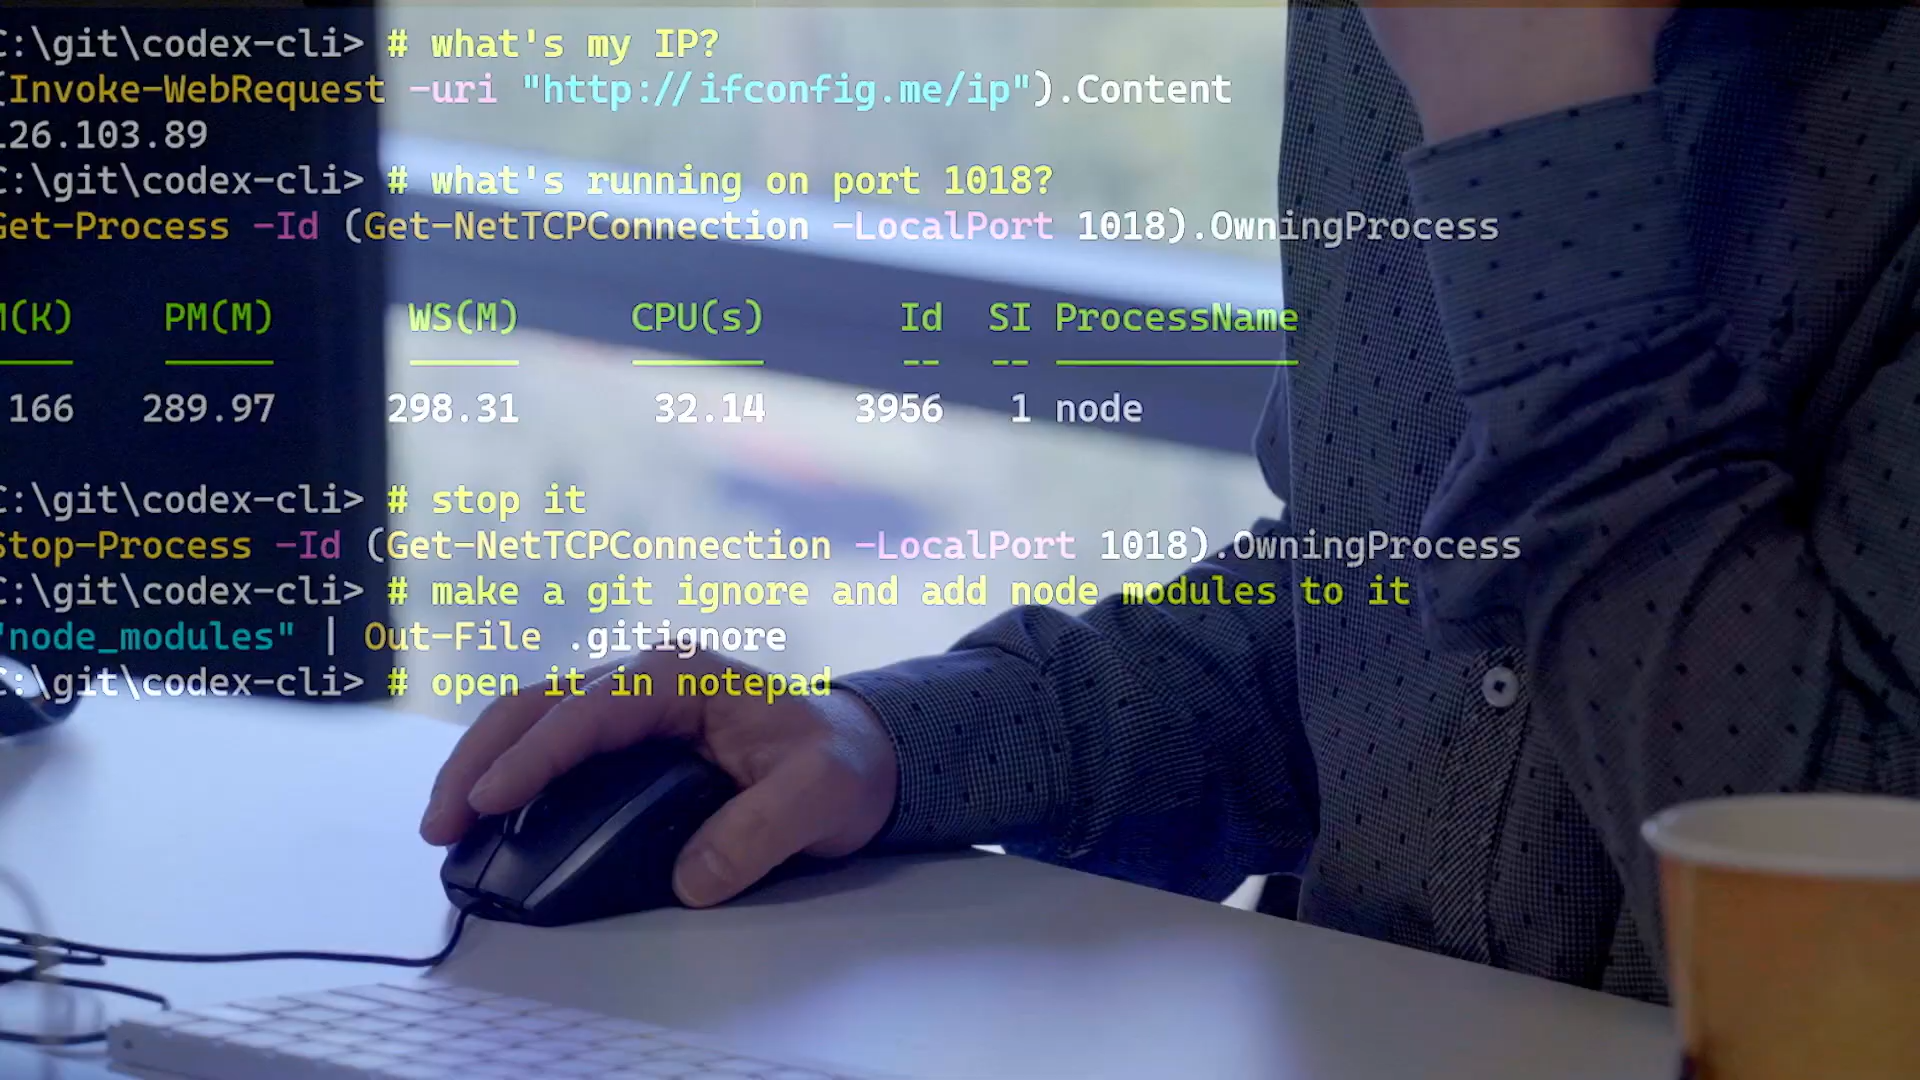 C:\git\codex-cli> # what's my IP?
(Invoke-WebRequest -uri "http://ifconfig.me/ip").Content
.26.103.89
C:\git\codex-cli> # what's running on port 1018?
Get-Process -Id (Get-NetTCPConnection -LocalPort 1018).OwningProcess
M(K) PM(M) WS(M) CPU(s) Id SI ProcessName
---- ----- ----- ------ -- -- -----------
166 289.97 298.31 32.14 3956 1 node
C:\git\codex-cli> # stop it
Stop-Process -Id (Get-NetTCPConnection -LocalPort 1018).OwningProcess
C:\git\codex-cli> # make a git ignore and add node modules to it
"node_modules" | Out-File .gitignore
C:\git\codex-cli> # open it in notepad